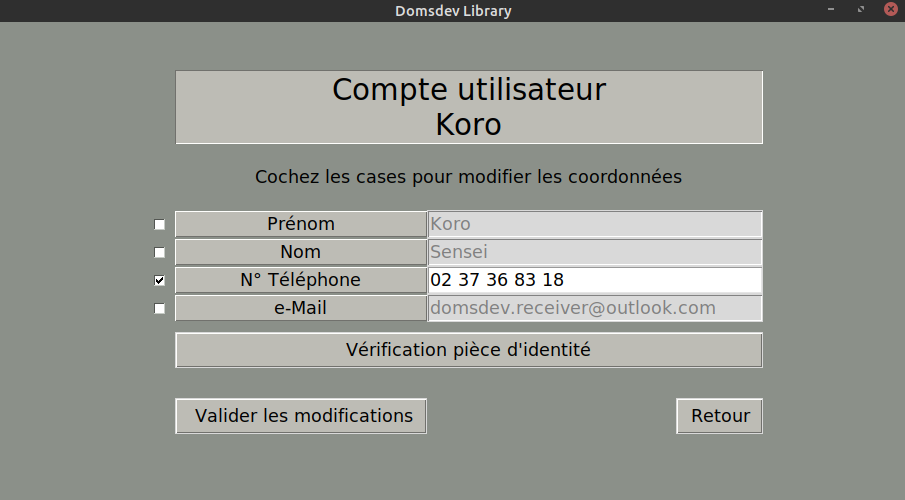 Domsdev Library
Compte utilisateur
Koro
Cochez les cases pour modifier les coordonnées
Prénom Koro
Nom Sensei
N° Téléphone 02 37 36 83 18
e-Mail domsdev.receiver@outlook.com
Vérification pièce d'identité
Valider les modifications Retour